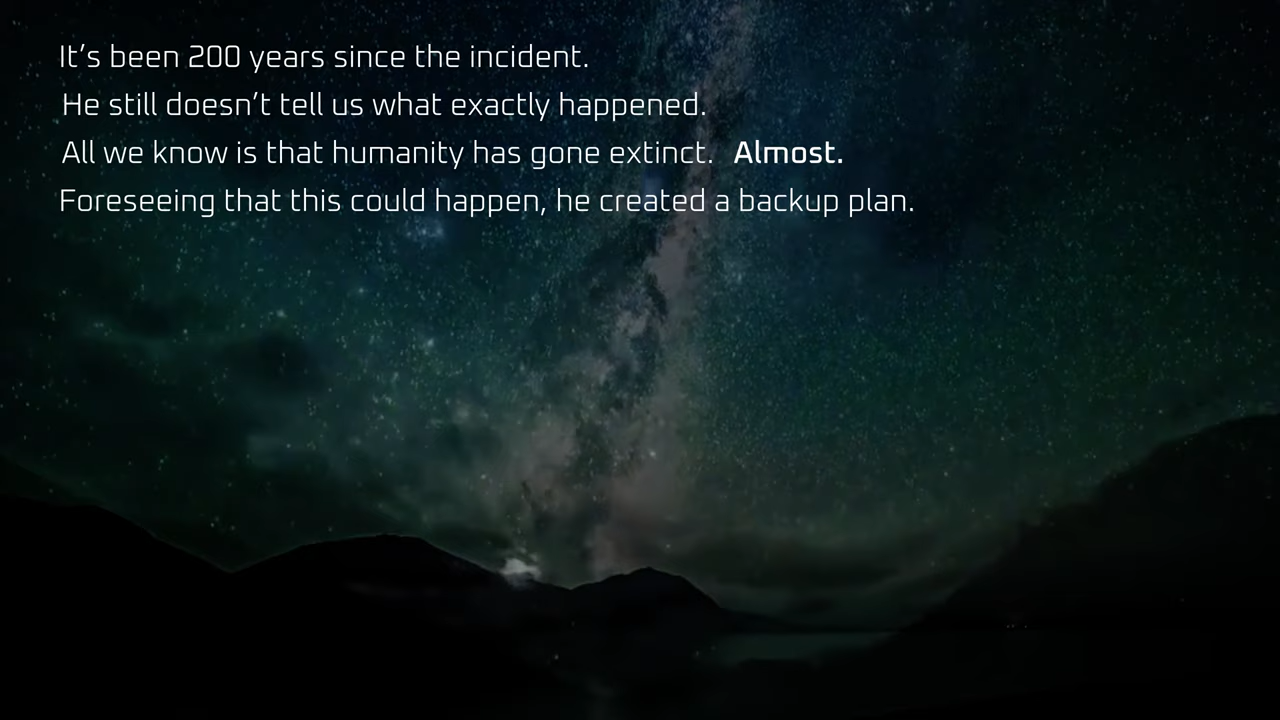 It’s been 200 years since the incident.
He still doesn’t tell us what exactly happened.
All we know is that humanity has gone extinct. Almost.
Foreseeing that this could happen, he created a backup plan.